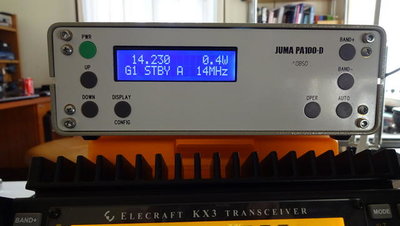 PWR
UP
DOWN
DISPLAY
CONFIG
14.230 0.4W
G1 STBY A 14MHz
JUMA PA100-D
BAND+
BAND-
OPER
AUTO
BAND+
ELECRAFT KX3 TRANSCEIVER
MODE